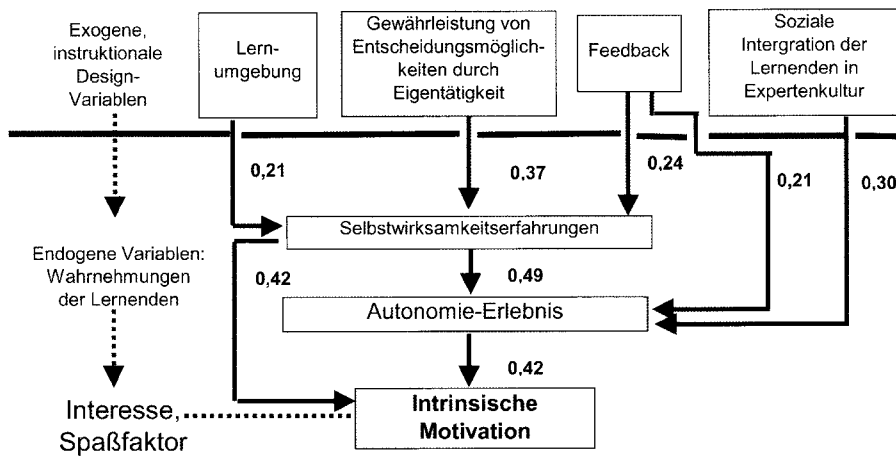 Exogene,
instruktionale
Design-
Variablen
Lern-
umgebung
Gewährleistung von
Entscheidungsmöglich-
keiten durch
Eigentätigkeit
Feedback
Soziale
Intergration der
Lernenden in
Expertenkultur
0,21
0,37
0,24
0,21
0,30
Selbstwirksamkeitserfahrungen
Endogene Variablen:
Wahrnehmungen
der Lernenden
0,42
0,49
Autonomie-Erlebnis
0,42
Interesse,
Spaßfaktor
Intrinsische
Motivation